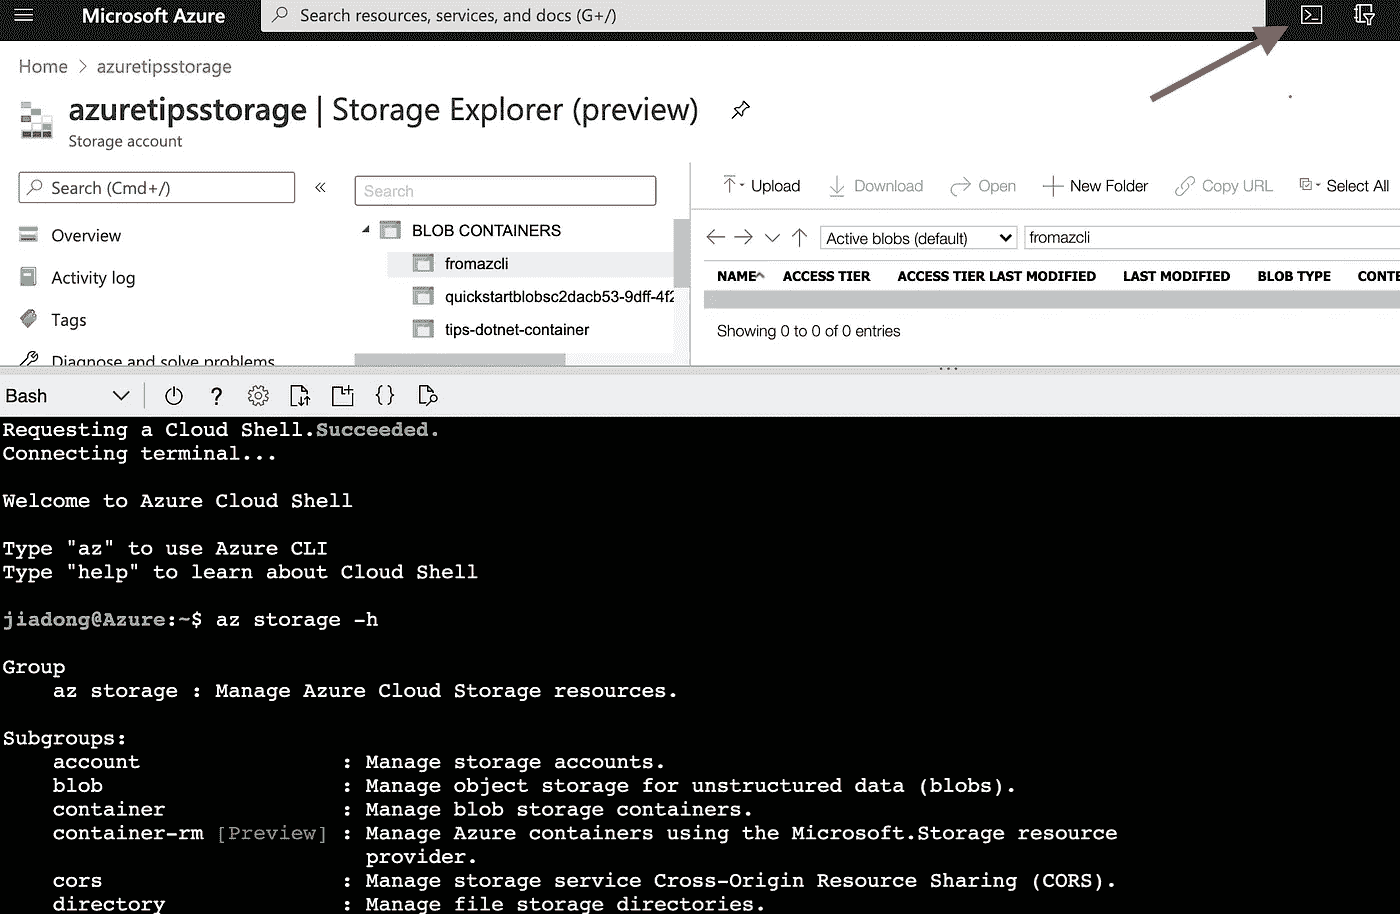 Microsoft Azure
Search resources, services, and docs (G+/)
Home > azuretipsstorage
azuretipsstorage | Storage Explorer (preview)
Storage account
Search (Cmd+/)
«
Overview
Activity log
Tags
Diagnose and solve problems
Search
BLOB CONTAINERS
fromazcli
quickstartblobsc2dacb53-9dff-4f2
tips-dotnet-container
Upload Download Open New Folder Copy URL Select All
Active blobs (default) fromazcli
NAME ACCESS TIER ACCESS TIER LAST MODIFIED LAST MODIFIED BLOB TYPE CONTE
Showing 0 to 0 of 0 entries
Bash ? {}
Requesting a Cloud Shell.Succeeded.
Connecting terminal...
Welcome to Azure Cloud Shell
Type "az" to use Azure CLI
Type "help" to learn about Cloud Shell
jiadong@Azure:~$ az storage -h
Group
az storage : Manage Azure Cloud Storage resources.
Subgroups:
account : Manage storage accounts.
blob : Manage object storage for unstructured data (blobs).
container : Manage blob storage containers.
container-rm [Preview] : Manage Azure containers using the Microsoft.Storage resource
provider.
cors : Manage storage service Cross-Origin Resource Sharing (CORS).
directory : Manage file storage directories.